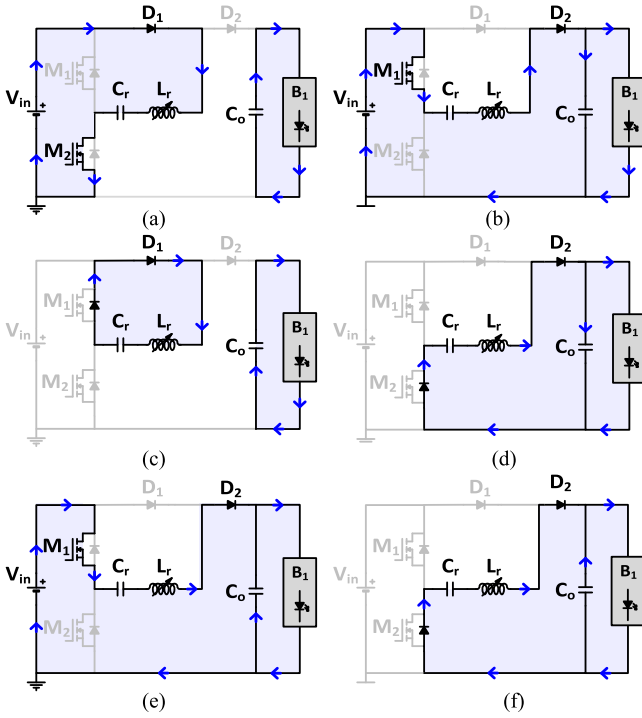 D₁ D₂
M₁
Vin + Cr Lr Co B₁
M₂
(a)
D₁ D₂
M₁
Vin + Cr Lr Co B₁
M₂
(b)
D₁ D₂
M₁
Vin + Cr Lr Co B₁
M₂
(c)
D₁ D₂
M₁
Vin + Cr Lr Co B₁
M₂
(d)
D₁ D₂
M₁
Vin + Cr Lr Co B₁
M₂
(e)
D₁ D₂
M₁
Vin + Cr Lr Co B₁
M₂
(f)